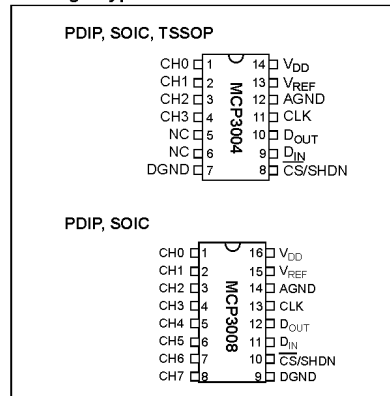 PDIP, SOIC, TSSOP
CH0 1 14 VDD
CH1 2 13 VREF
CH2 3 12 AGND
CH3 4 11 CLK
NC 5 10 DOUT
NC 6 9 DIN
DGND 7 8 CS/SHDN
MCP3004
PDIP, SOIC
CH0 1 16 VDD
CH1 2 15 VREF
CH2 3 14 AGND
CH3 4 13 CLK
CH4 5 12 DOUT
CH5 6 11 DIN
CH6 7 10 CS/SHDN
CH7 8 9 DGND
MCP3008